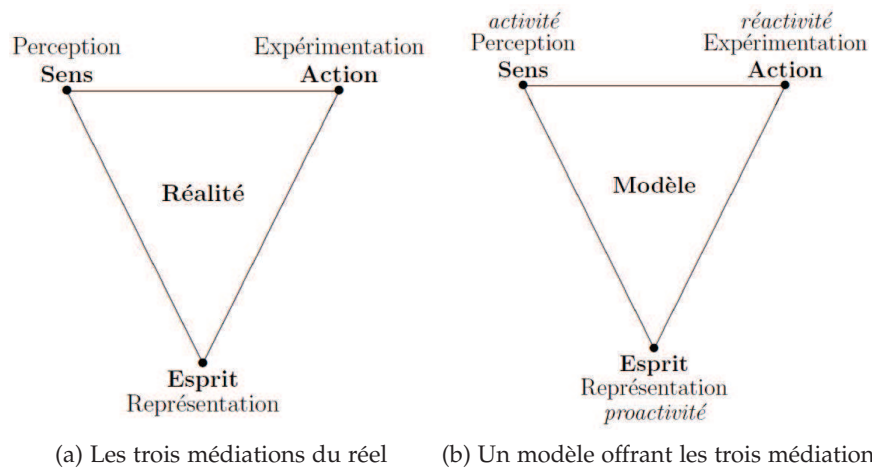 Perception
Sens
Expérimentation
Action
Réalité
Esprit
Représentation
(a) Les trois médiations du réel
activité
Perception
Sens
réactivité
Expérimentation
Action
Modèle
Esprit
Représentation
proactivité
(b) Un modèle offrant les trois médiation